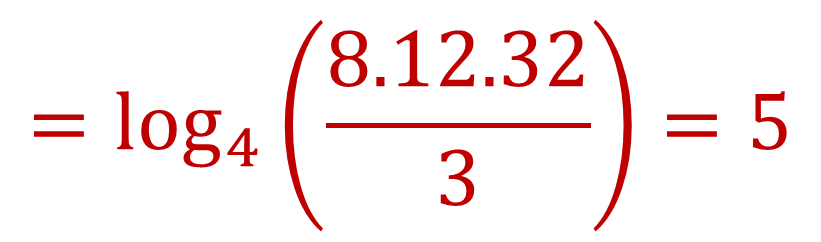 = log₄ (8.12.32 / 3) = 5